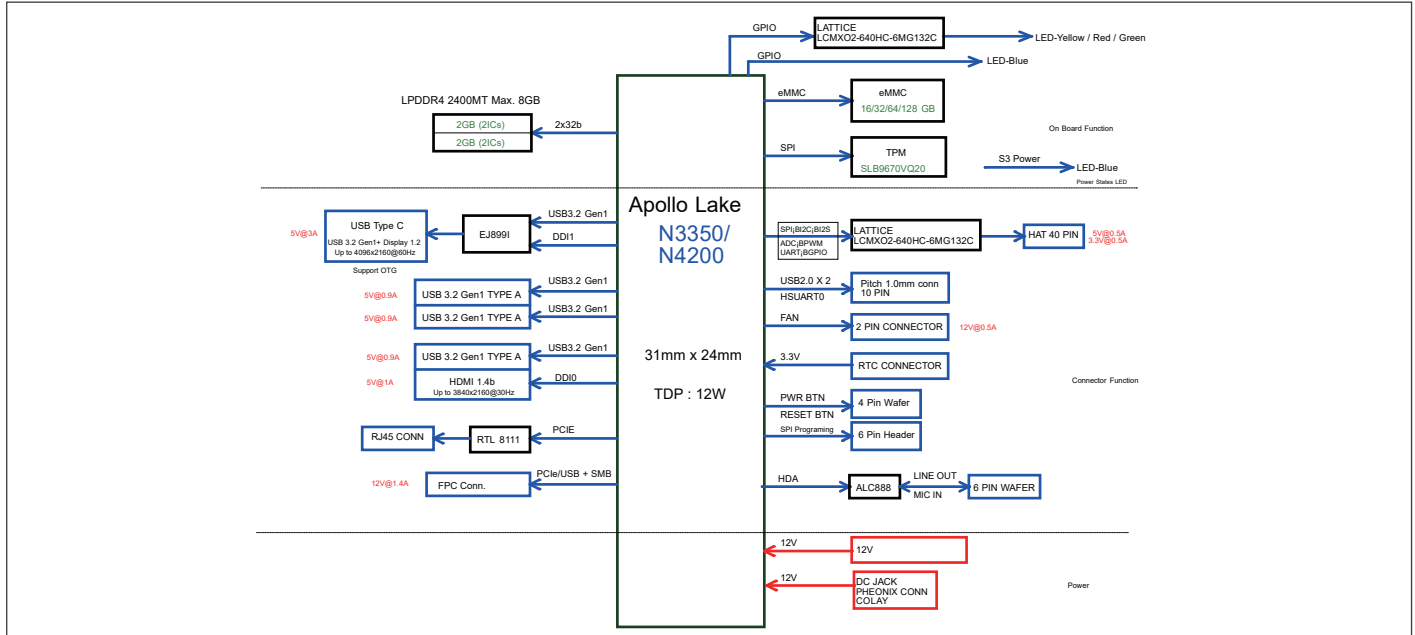 GPIO
LATTICE
LCMXO2-640HC-6MG132C
LED-Yellow / Red / Green
GPIO
LED-Blue
LPDDR4 2400MT Max. 8GB
2GB (2ICs)
2GB (2ICs)
2x32b
eMMC
eMMC
16/32/64/128 GB
On Board Function
SPI
TPM
SLB9670VQ20
S3 Power
LED-Blue
Power States LED
Apollo Lake
N3350/
N4200
31mm x 24mm
TDP : 12W
5V@3A
USB Type C
USB 3.2 Gen1+ Display 1.2
Up to 4096x2160@60Hz
Support OTG
EJ899I
USB3.2 Gen1
DDI1
5V@0.9A
USB 3.2 Gen1 TYPE A
USB3.2 Gen1
5V@0.9A
USB 3.2 Gen1 TYPE A
USB3.2 Gen1
5V@0.9A
USB 3.2 Gen1 TYPE A
USB3.2 Gen1
5V@1A
HDMI 1.4b
Up to 3840x2160@30Hz
DDI0
RJ45 CONN
RTL 8111
PCIE
12V@1.4A
FPC Conn.
PCIe/USB + SMB
SPI¡BI2C¡BI2S
ADC¡BPWM
UART¡BGPIO
LATTICE
LCMXO2-640HC-6MG132C
HAT 40 PIN
5V@0.5A
3.3V@0.5A
USB2.0 X 2
HSUART0
Pitch 1.0mm conn
10 PIN
FAN
2 PIN CONNECTOR
12V@0.5A
3.3V
RTC CONNECTOR
Connector Function
PWR BTN
RESET BTN
4 Pin Wafer
SPI Programing
6 Pin Header
HDA
ALC888
LINE OUT
MIC IN
6 PIN WAFER
12V
12V
12V
DC JACK
PHEONIX CONN
COLAY
Power